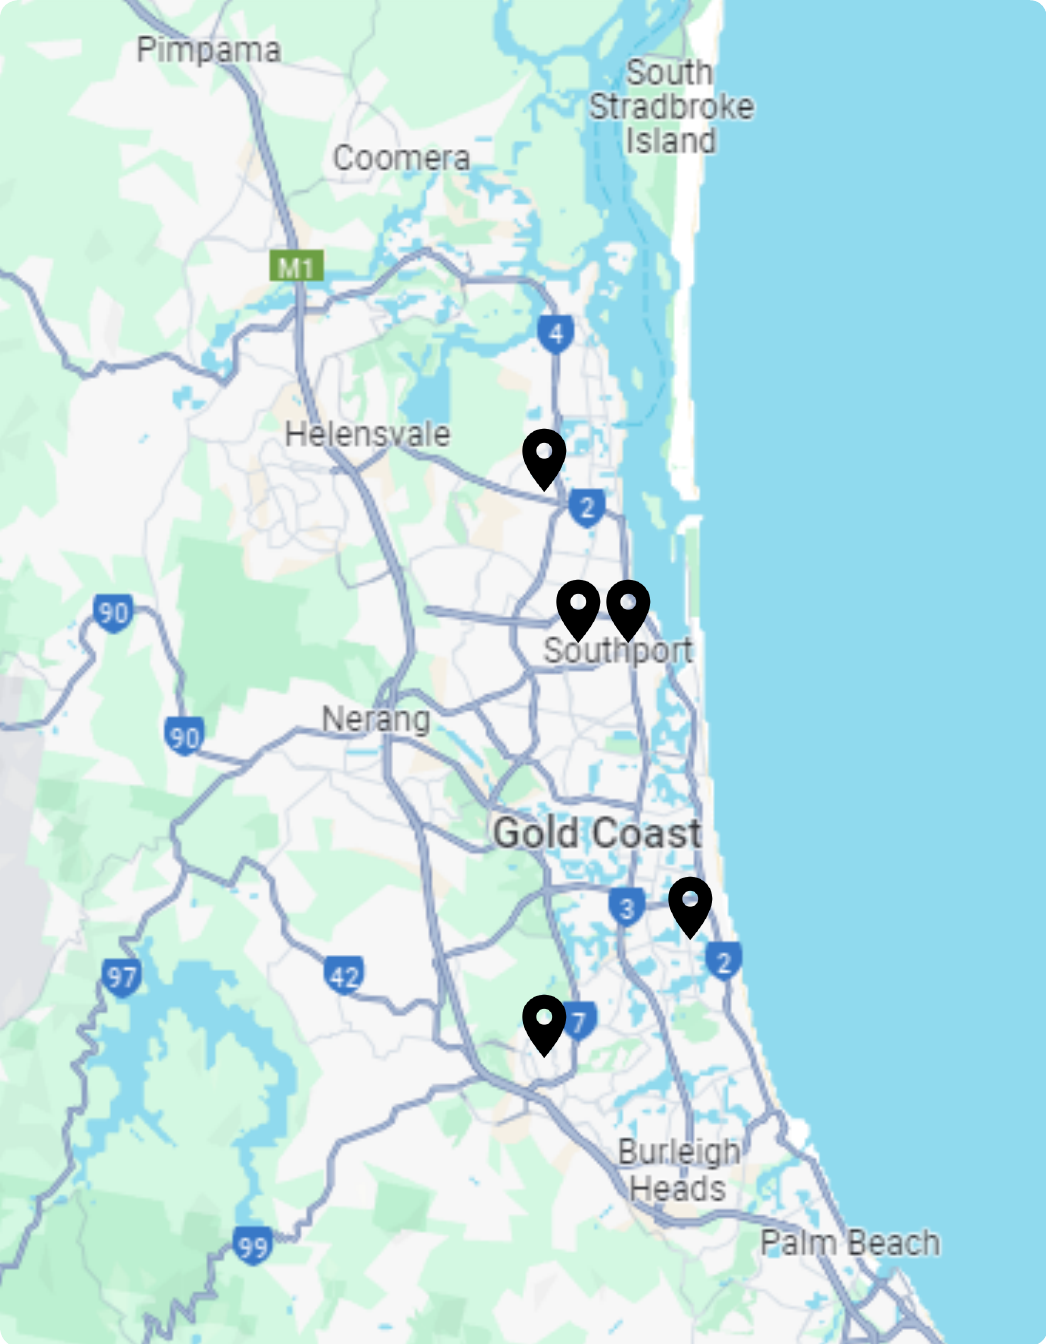 Pimpama
South
Stradbroke
Island
Coomera
M1
4
Helensvale
2
90
Southport
Nerang
90
Gold Coast
3
2
97
42
7
Burleigh
Heads
99
Palm Beach